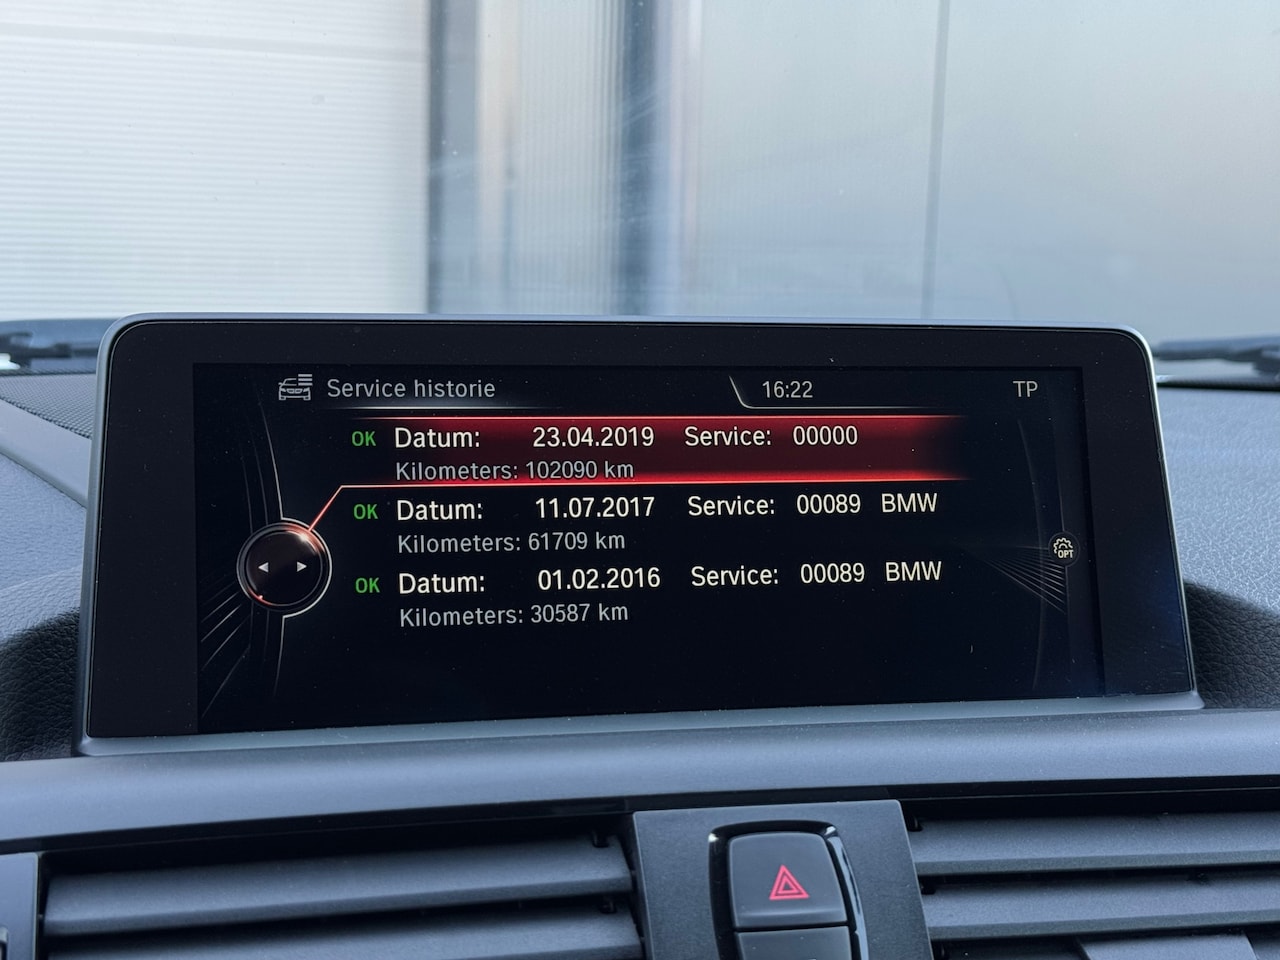 Service historie 16:22 TP
OK Datum: 23.04.2019 Service: 00000
Kilometers: 102090 km
OK Datum: 11.07.2017 Service: 00089 BMW
Kilometers: 61709 km
OPT
OK Datum: 01.02.2016 Service: 00089 BMW
Kilometers: 30587 km